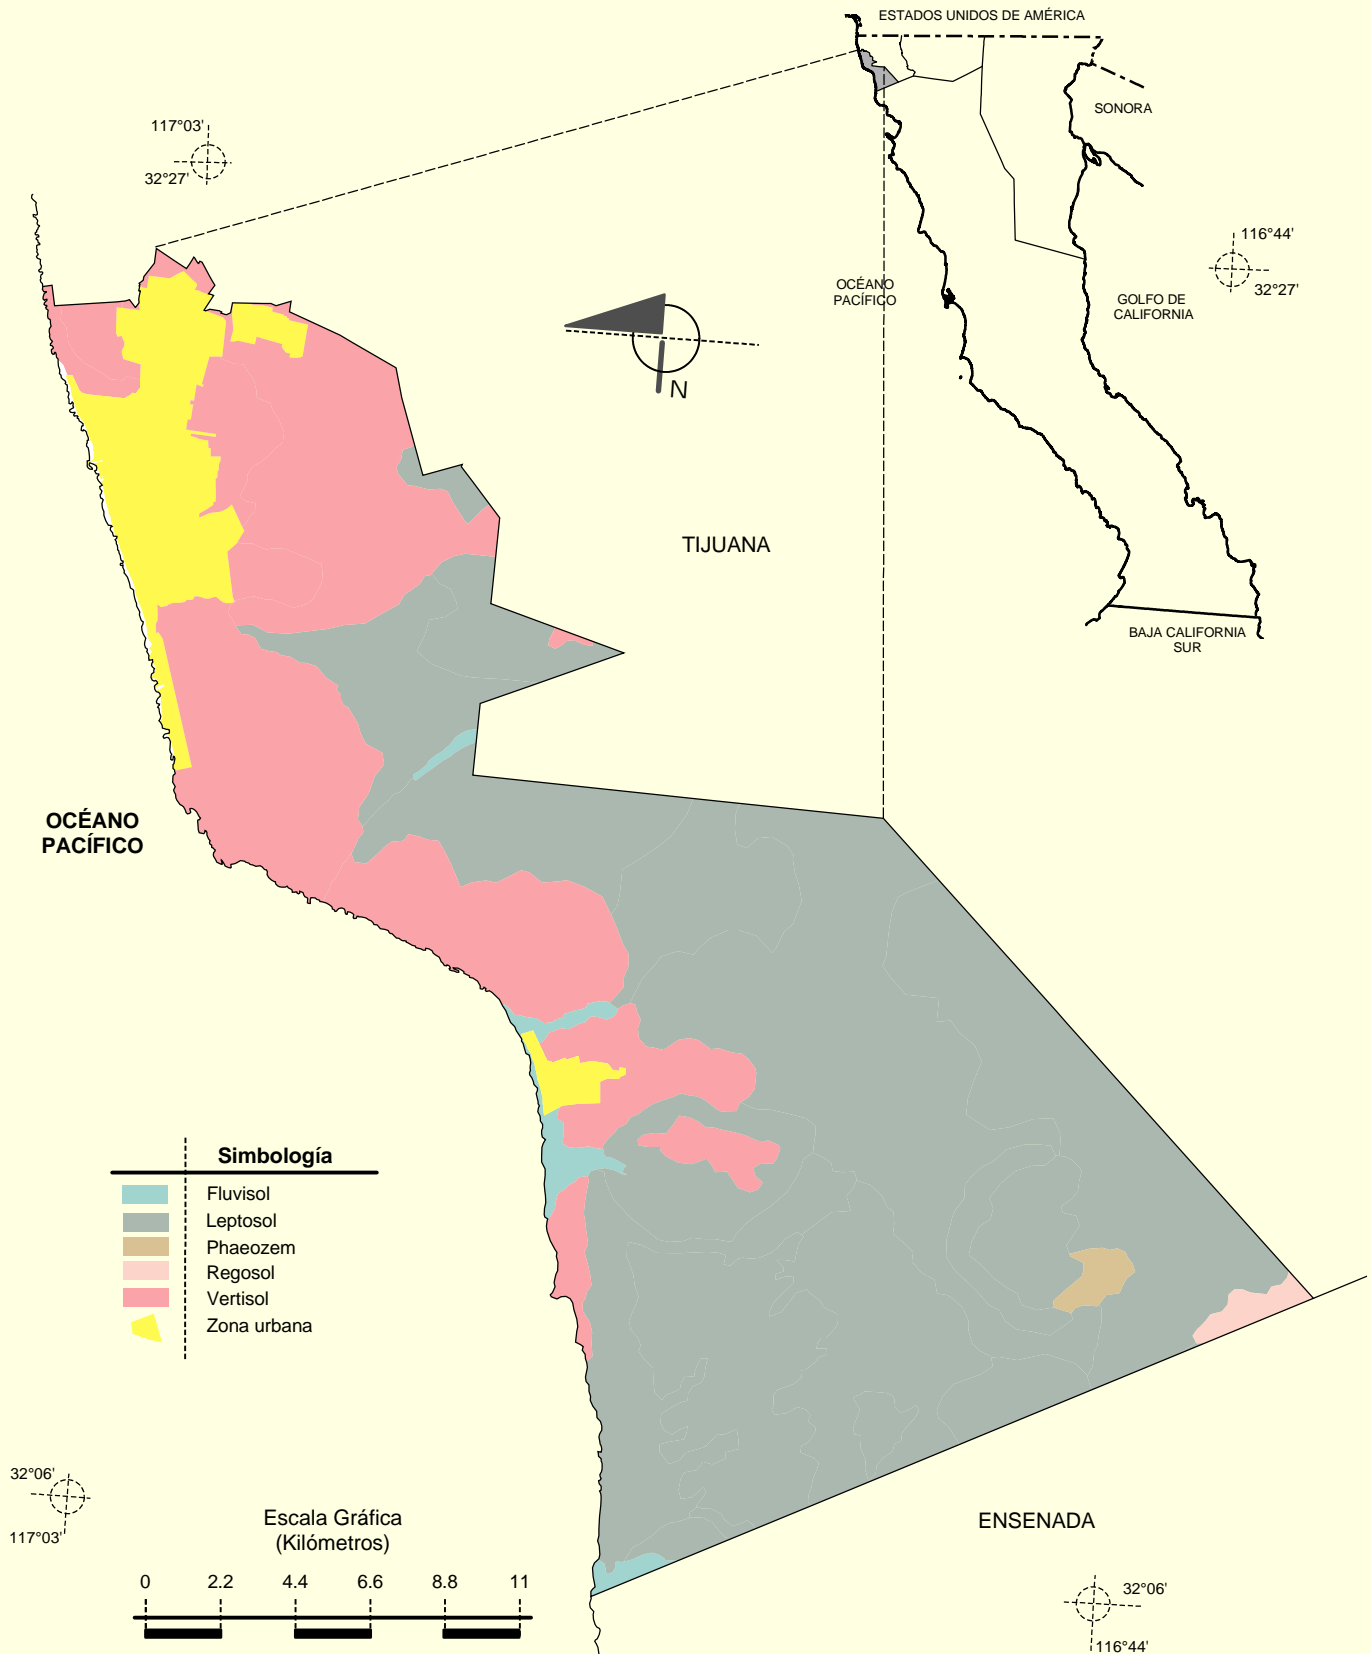 ESTADOS UNIDOS DE AMÉRICA
SONORA
117°03'
32°27'
116°44'
32°27'
OCÉANO
PACÍFICO
GOLFO DE
CALIFORNIA
N
TIJUANA
BAJA CALIFORNIA
SUR
OCÉANO
PACÍFICO
Simbología
Fluvisol
Leptosol
Phaeozem
Regosol
Vertisol
Zona urbana
32°06'
117°03'
Escala Gráfica
(Kilómetros)
0 2.2 4.4 6.6 8.8 11
ENSENADA
32°06'
116°44'